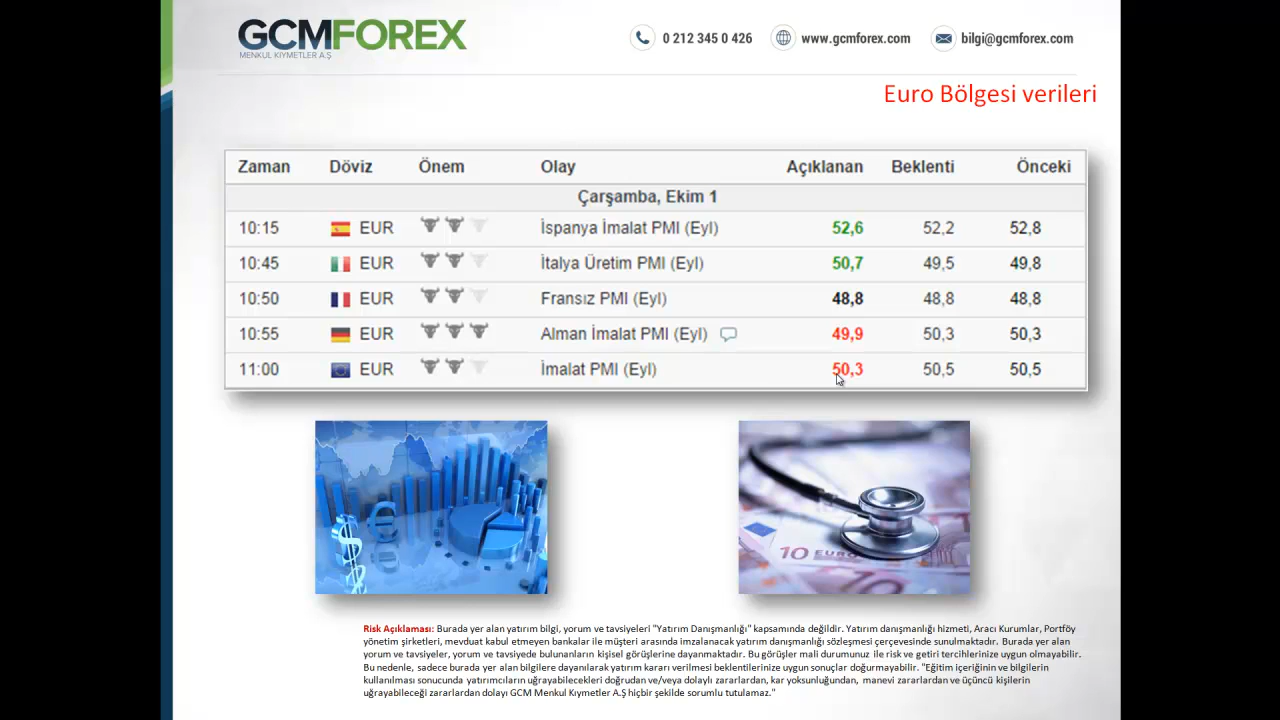 GCMFOREX
MENKUL KIYMETLER A.Ş
0 212 345 0 426 www.gcmforex.com bilgi@gcmforex.com
Euro Bölgesi verileri
Zaman Döviz Önem Olay Açıklanan Beklenti Önceki
Çarşamba, Ekim 1
10:15 EUR İspanya İmalat PMI (Eyl) 52,6 52,2 52,8
10:45 EUR İtalya Üretim PMI (Eyl) 50,7 49,5 49,8
10:50 EUR Fransız PMI (Eyl) 48,8 48,8 48,8
10:55 EUR Alman İmalat PMI (Eyl) 49,9 50,3 50,3
11:00 EUR İmalat PMI (Eyl) 50,3 50,5 50,5
10 EURO
Risk Açıklaması: Burada yer alan yatırım bilgi, yorum ve tavsiyeleri "Yatırım Danışmanlığı" kapsamında değildir. Yatırım danışmanlığı hizmeti, Aracı Kurumlar, Portföy
yönetim şirketleri, mevduat kabul etmeyen bankalar ile müşteri arasında imzalanacak yatırım danışmanlığı sözleşmesi çerçevesinde sunulmaktadır. Burada yer alan
yorum ve tavsiyeler, yorum ve tavsiyede bulunanların kişisel görüşlerine dayanmaktadır. Bu görüşler mali durumunuz ile risk ve getiri tercihlerinize uygun olmayabilir.
Bu nedenle, sadece burada yer alan bilgilere dayanılarak yatırım kararı verilmesi beklentilerinize uygun sonuçlar doğurmayabilir. "Eğitim içeriğinin ve bilgilerin
kullanılması sonucunda yatırımcıların uğrayabilecekleri doğrudan ve/veya dolaylı zararlardan, kar yoksunluğundan, manevi zararlardan ve üçüncü kişilerin
uğrayabileceği zararlardan dolayı GCM Menkul Kıymetler A.Ş hiçbir şekilde sorumlu tutulamaz."